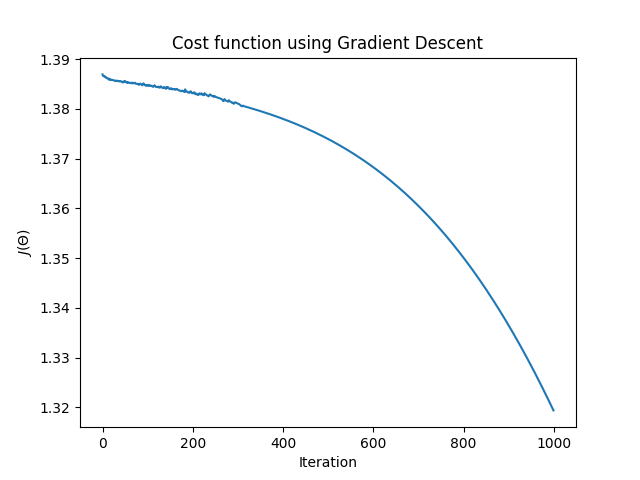 Cost function using Gradient Descent
1.39
1.38
1.37
1.36
1.35
1.34
1.33
1.32
J(Θ)
0 200 400 600 800 1000
Iteration